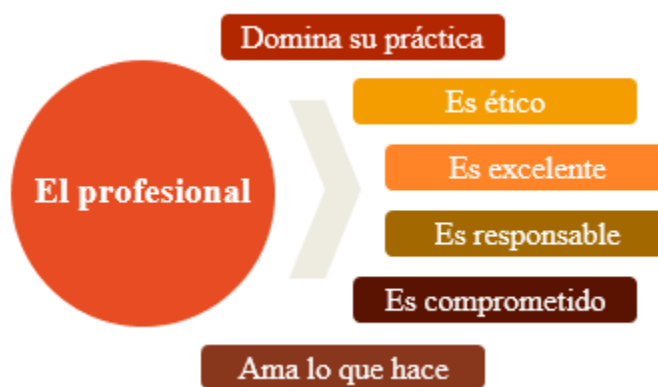 El profesional
Domina su práctica
Es ético
Es excelente
Es responsable
Es comprometido
Ama lo que hace